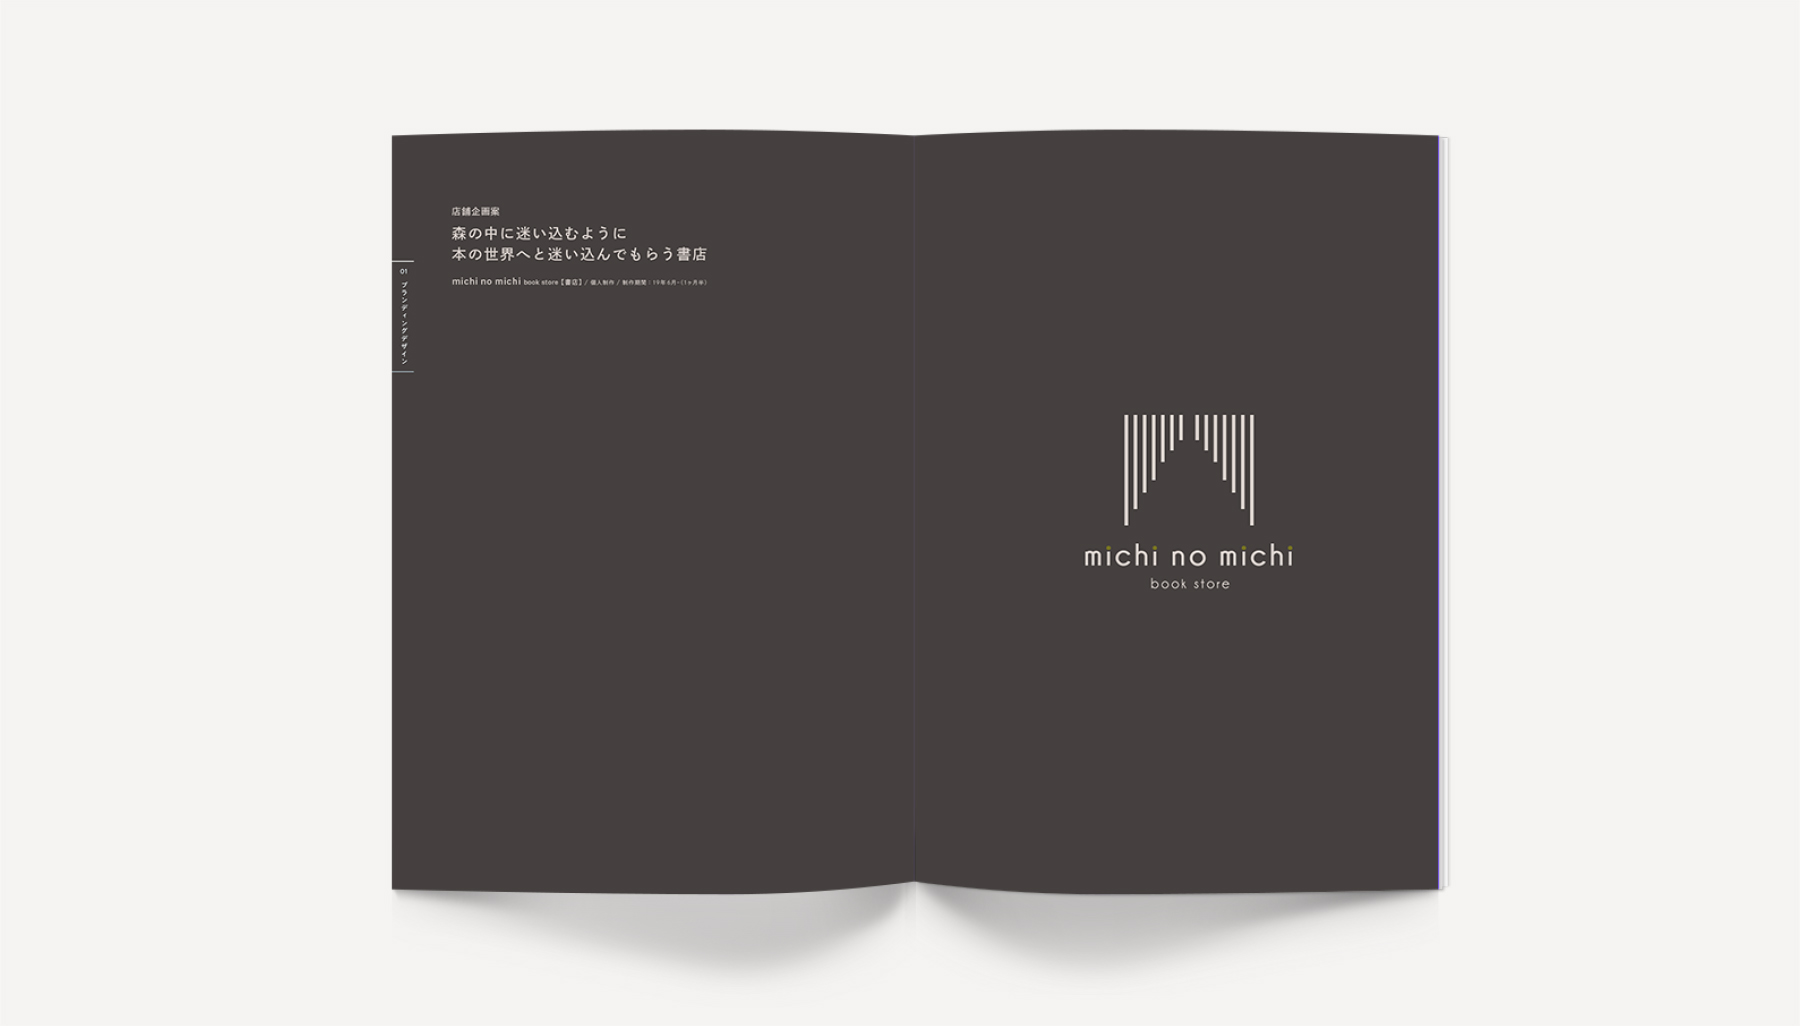 店舗企画案
森の中に迷い込むように
本の世界へと迷い込んでもらう書店
michi no michi book store【書店】/ 個人制作 / 制作期間：19年4月-(1ヶ月半)
01
ブランディングデザイン
michi no michi
book store